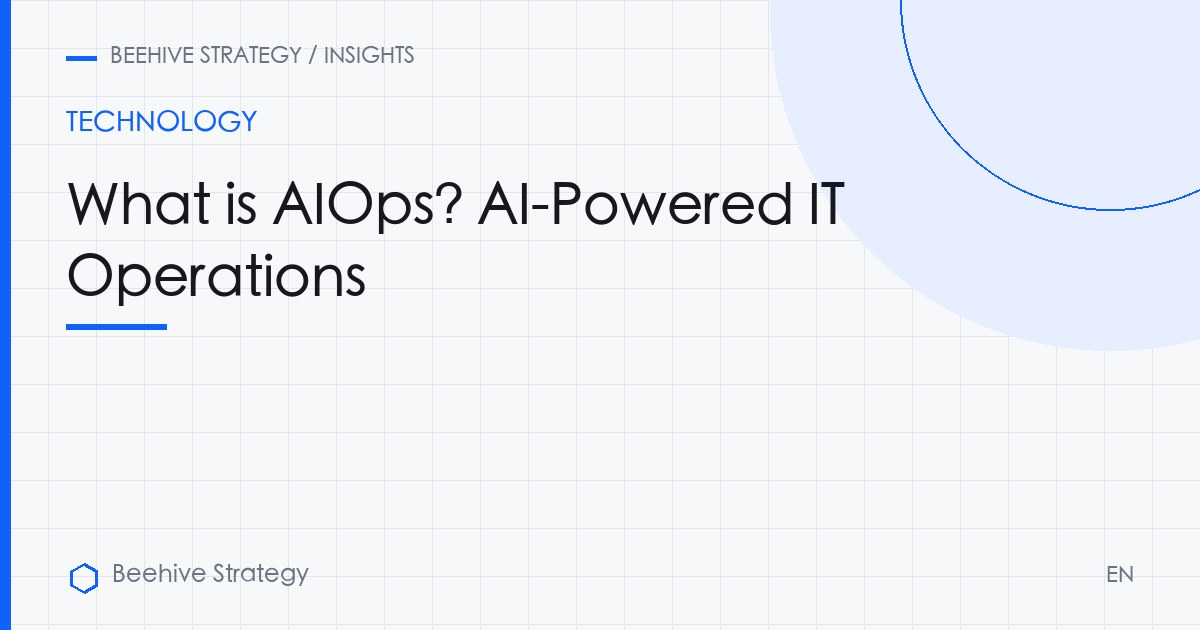 BEEHIVE STRATEGY / INSIGHTS
TECHNOLOGY
What is AIOps? AI-Powered IT
Operations
Beehive Strategy
EN